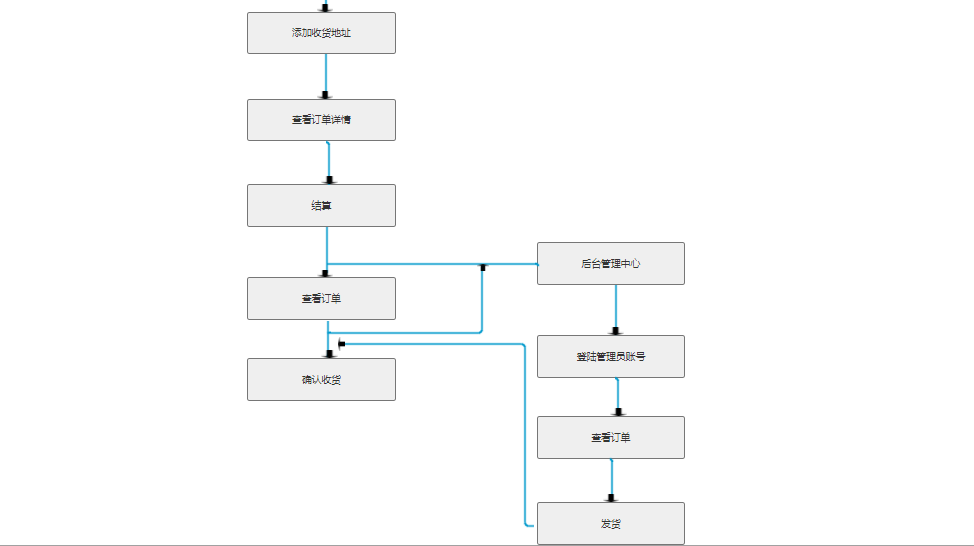 添加收货地址
查看订单详情
结算
查看订单
确认收货
后台管理中心
登陆管理员账号
查看订单
发货